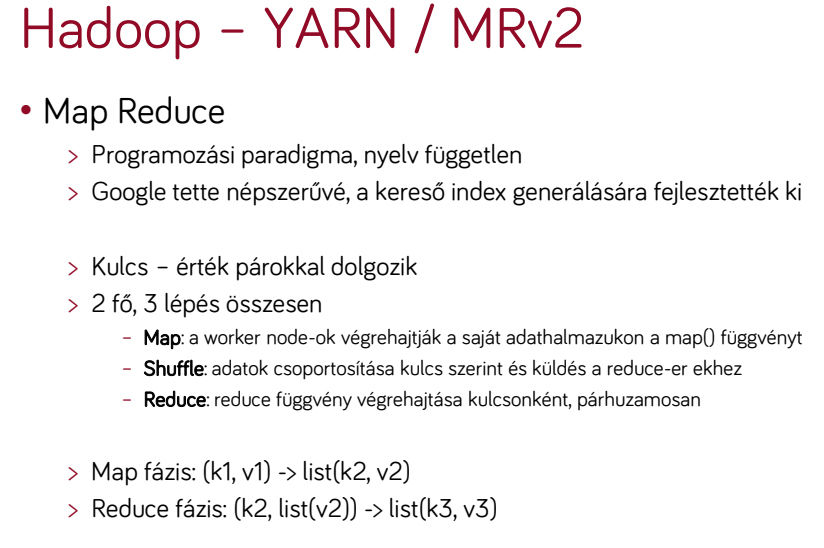 Hadoop – YARN / MRv2
• Map Reduce
> Programozási paradigma, nyelv független
> Google tette népszerűvé, a kereső index generálására fejlesztették ki
> Kulcs – érték párokkal dolgozik
> 2 fő, 3 lépés összesen
– Map: a worker node-ok végrehajtják a saját adathalmazukon a map() függvényt
– Shuffle: adatok csoportosítása kulcs szerint és küldés a reduce-er ekhez
– Reduce: reduce függvény végrehajtása kulcsonként, párhuzamosan
> Map fázis: (k1, v1) -> list(k2, v2)
> Reduce fázis: (k2, list(v2)) -> list(k3, v3)